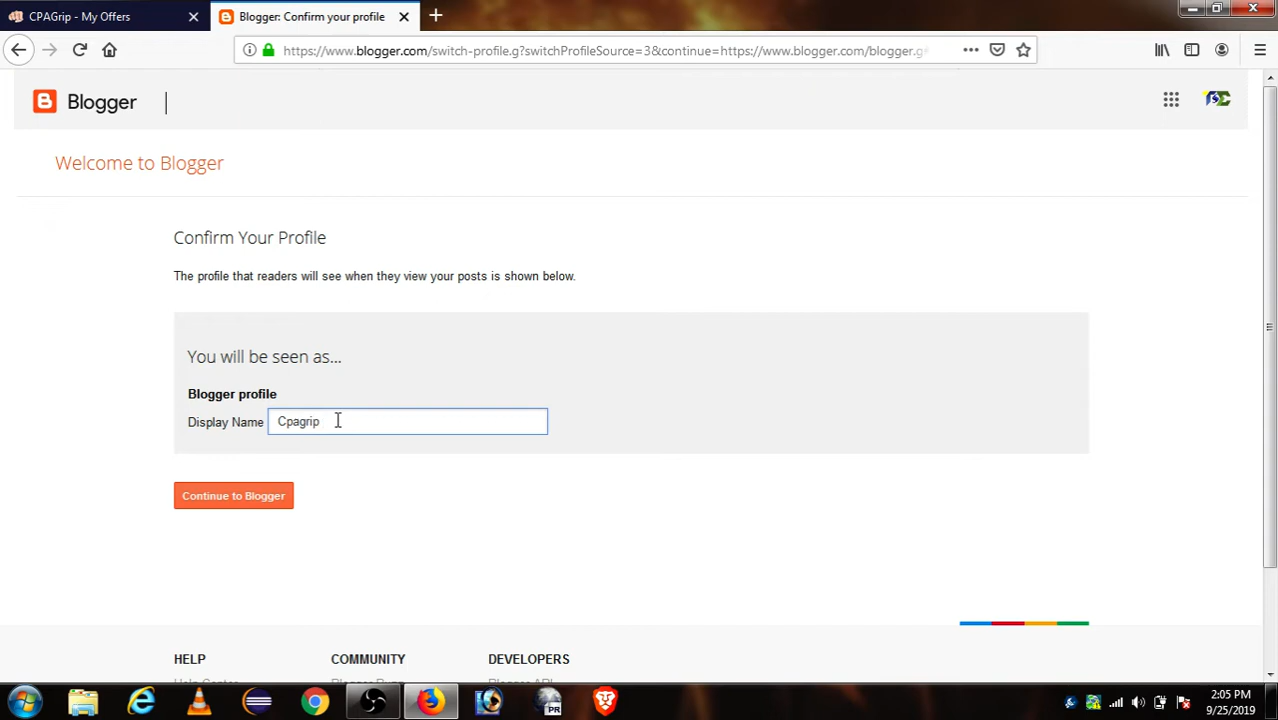 CPAGrip - My Offers
Blogger: Confirm your profile
https://www.blogger.com/switch-profile.g?switchProfileSource=3&continue=https://www.blogger.com/blogger.g
Blogger
Welcome to Blogger
Confirm Your Profile
The profile that readers will see when they view your posts is shown below.
You will be seen as...
Blogger profile
Display Name Cpagrip
Continue to Blogger
HELP COMMUNITY DEVELOPERS
PR
2:05 PM
9/25/2019